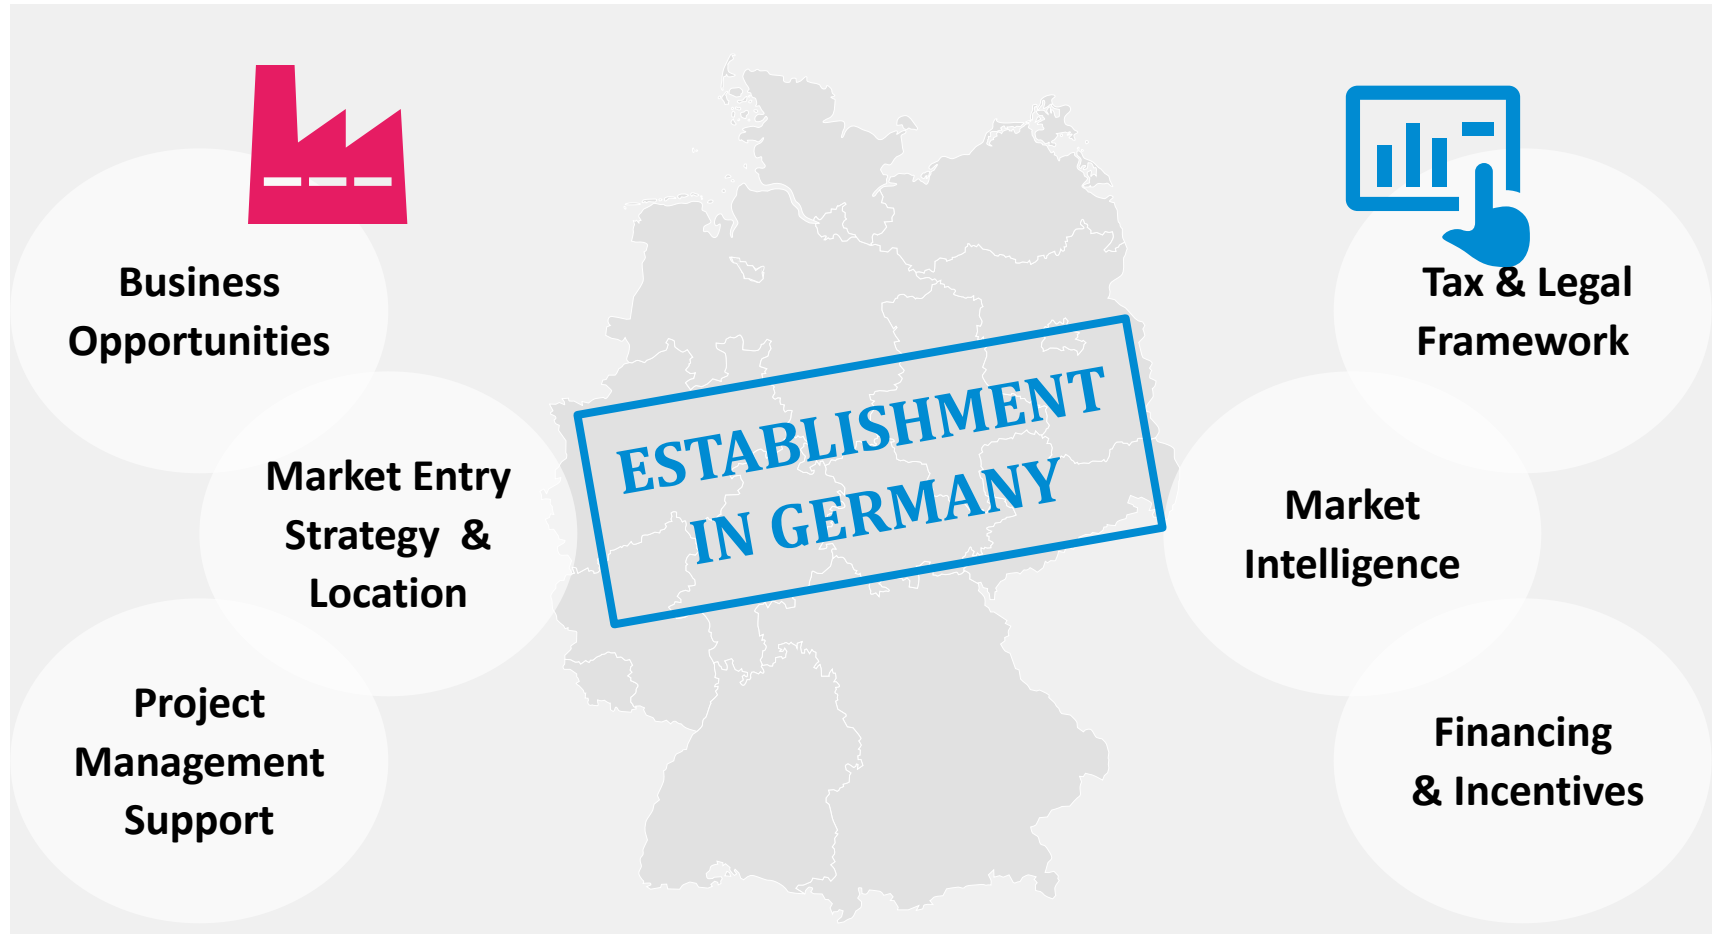 Business
Opportunities
Market Entry
Strategy &
Location
Project
Management
Support
ESTABLISHMENT
IN GERMANY
Tax & Legal
Framework
Market
Intelligence
Financing
& Incentives